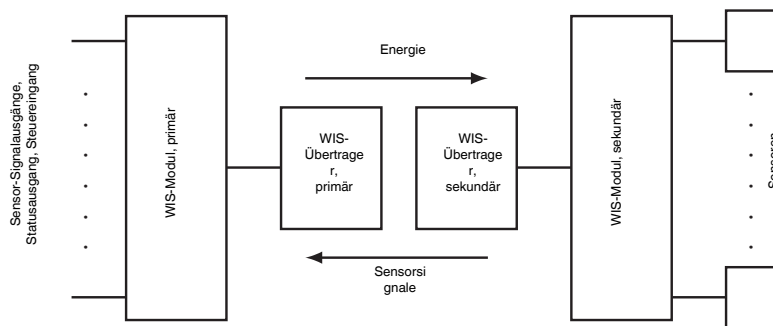 Sensor-Signalausgänge,
Statusausgang, Steuereingang
WIS-Modul, primär
Energie
WIS-
Übertrage
r,
primär
WIS-
Übertrage
r,
sekundär
Sensorsi
gnale
WIS-Modul, sekundär
Sensoren